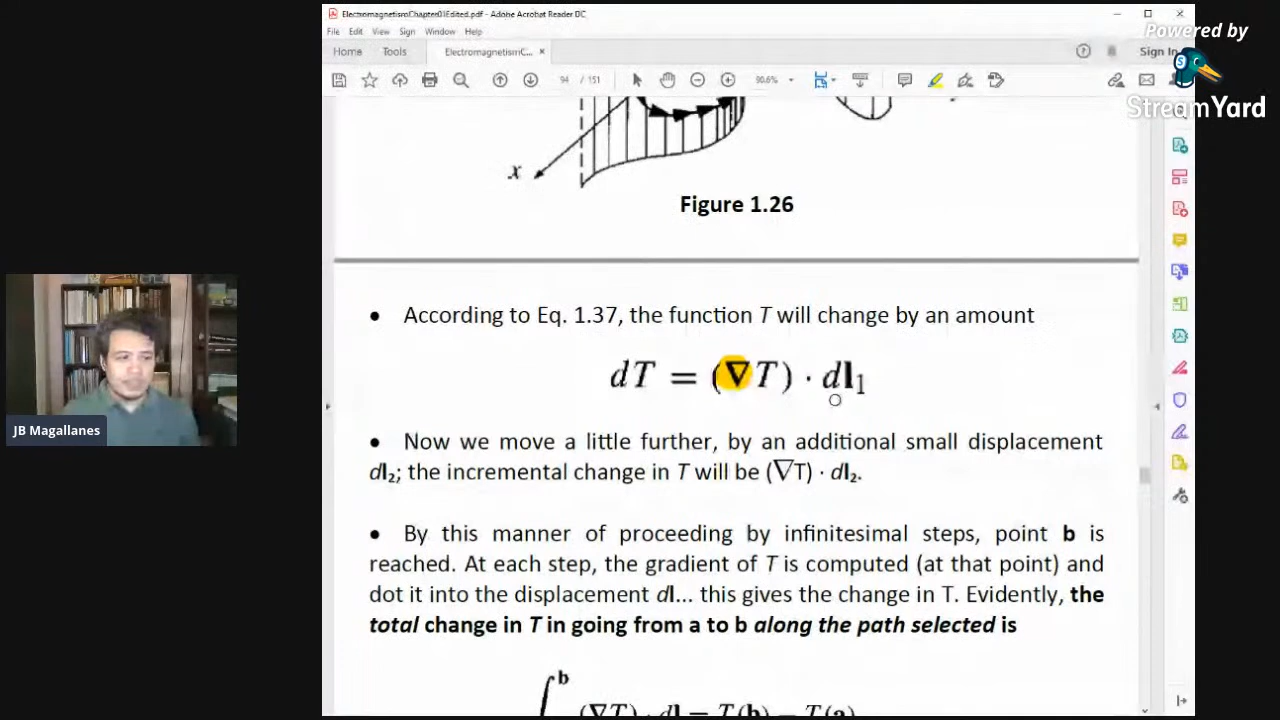 ElectromagnetismChapter01Edited.pdf - Adobe Acrobat Reader DC
File Edit View Sign Window Help
Home Tools ElectromagnetismC... × Sign In
Powered by
StreamYard
94 / 151 90.6%
x
Figure 1.26
• According to Eq. 1.37, the function T will change by an amount
dT = (∇T) · dl₁
• Now we move a little further, by an additional small displacement
dl₂; the incremental change in T will be (∇T) · dl₂.
• By this manner of proceeding by infinitesimal steps, point b is
reached. At each step, the gradient of T is computed (at that point) and
dot it into the displacement dl... this gives the change in T. Evidently, the
total change in T in going from a to b along the path selected is
∫ᵇ (∇T) · dl = T(b) − T(a)
JB Magallanes